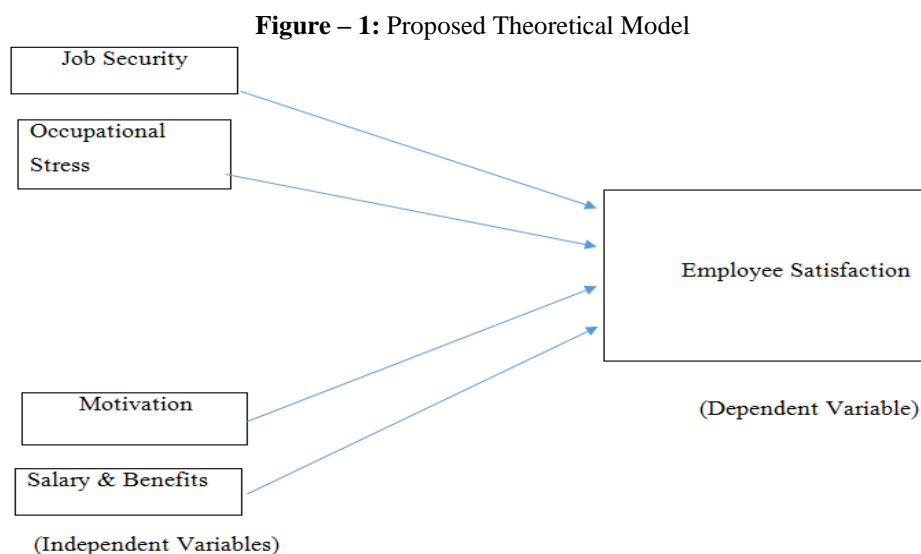 Figure – 1: Proposed Theoretical Model
Job Security
Occupational
Stress
Employee Satisfaction
Motivation
(Dependent Variable)
Salary & Benefits
(Independent Variables)